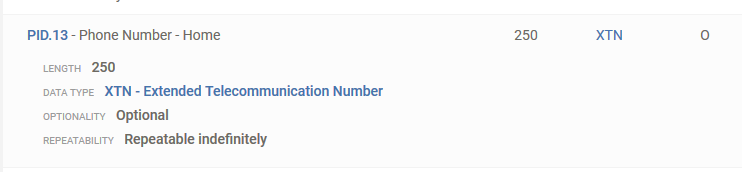 PID.13 - Phone Number - Home 250 XTN O
LENGTH 250
DATA TYPE XTN - Extended Telecommunication Number
OPTIONALITY Optional
REPEATABILITY Repeatable indefinitely